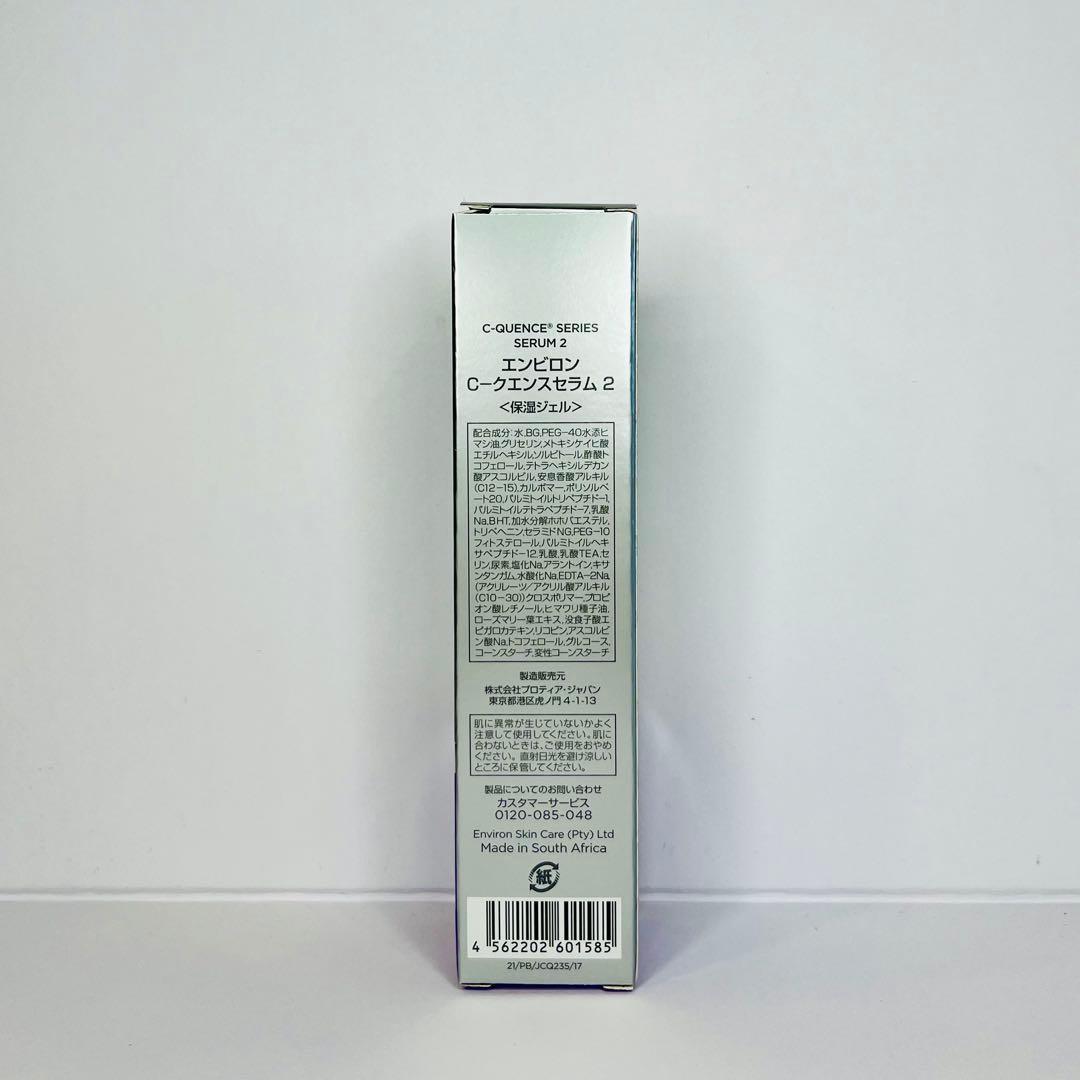 C-QUENCE® SERIES
SERUM 2
エンビロン
C-クエンスセラム 2
<保湿ジェル>
配合成分:水,BG,PEG-40水添ヒ
マシ油,グリセリン,メトキシケイヒ酸
エチルヘキシル,ソルビトール,酢酸ト
コフェロール,テトラヘキシルデカン
酸アスコルビル,安息香酸アルキル
(C12-15),カルボマー,ポリソルベ
ート20,パルミトイルトリペプチド-1,
パルミトイルテトラペプチド-7,乳酸
Na,BHT,加水分解ホホバエステル,
トリベヘニン,セラミドNG,PEG-10
フィトステロール,パルミトイルヘキ
サペプチド-12,乳酸,乳酸TEA,セ
リン,尿素,塩化Na,アラントイン,キサ
ンタンガム,水酸化Na,EDTA-2Na,
(アクリレーツ/アクリル酸アルキル
(C10-30))クロスポリマー,プロピ
オン酸レチノール,ヒマワリ種子油,
ローズマリー葉エキス,没食子酸エ
ピガロカテキン,リコピン,アスコルビ
ン酸Na,トコフェロール,グルコース,
コーンスターチ,変性コーンスターチ
製造販売元
株式会社プロティア・ジャパン
東京都港区虎ノ門 4-1-13
肌に異常が生じていないかよく
注意して使用してください。肌に
合わないときは、ご使用をおやめ
ください。直射日光を避け涼しい
ところに保管してください。
製品についてのお問い合わせ
カスタマーサービス
0120-085-048
Environ Skin Care (Pty) Ltd
Made in South Africa
紙
4 562202 601585
21/PB/JCQ235/17